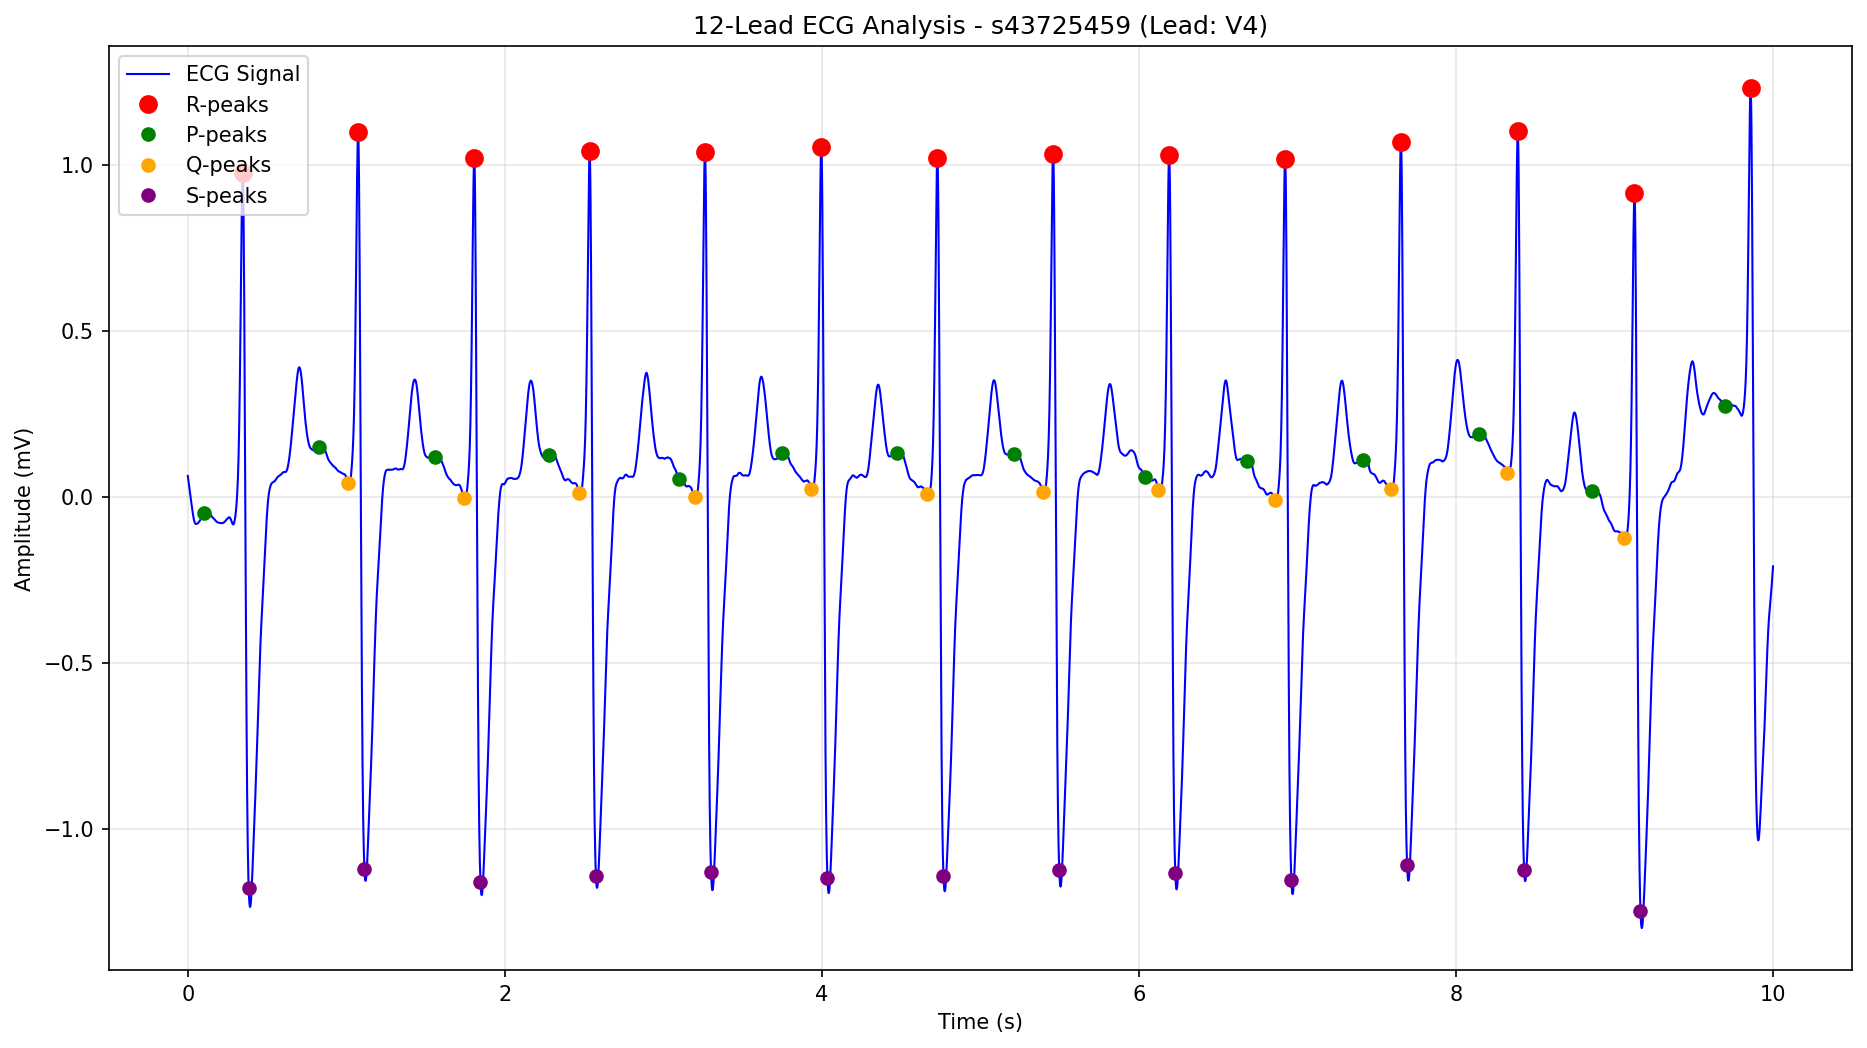 12-Lead ECG Analysis - s43725459 (Lead: V4)
ECG Signal
R-peaks
P-peaks
Q-peaks
S-peaks
1.0
0.5
0.0
−0.5
−1.0
Amplitude (mV)
0 2 4 6 8 10
Time (s)